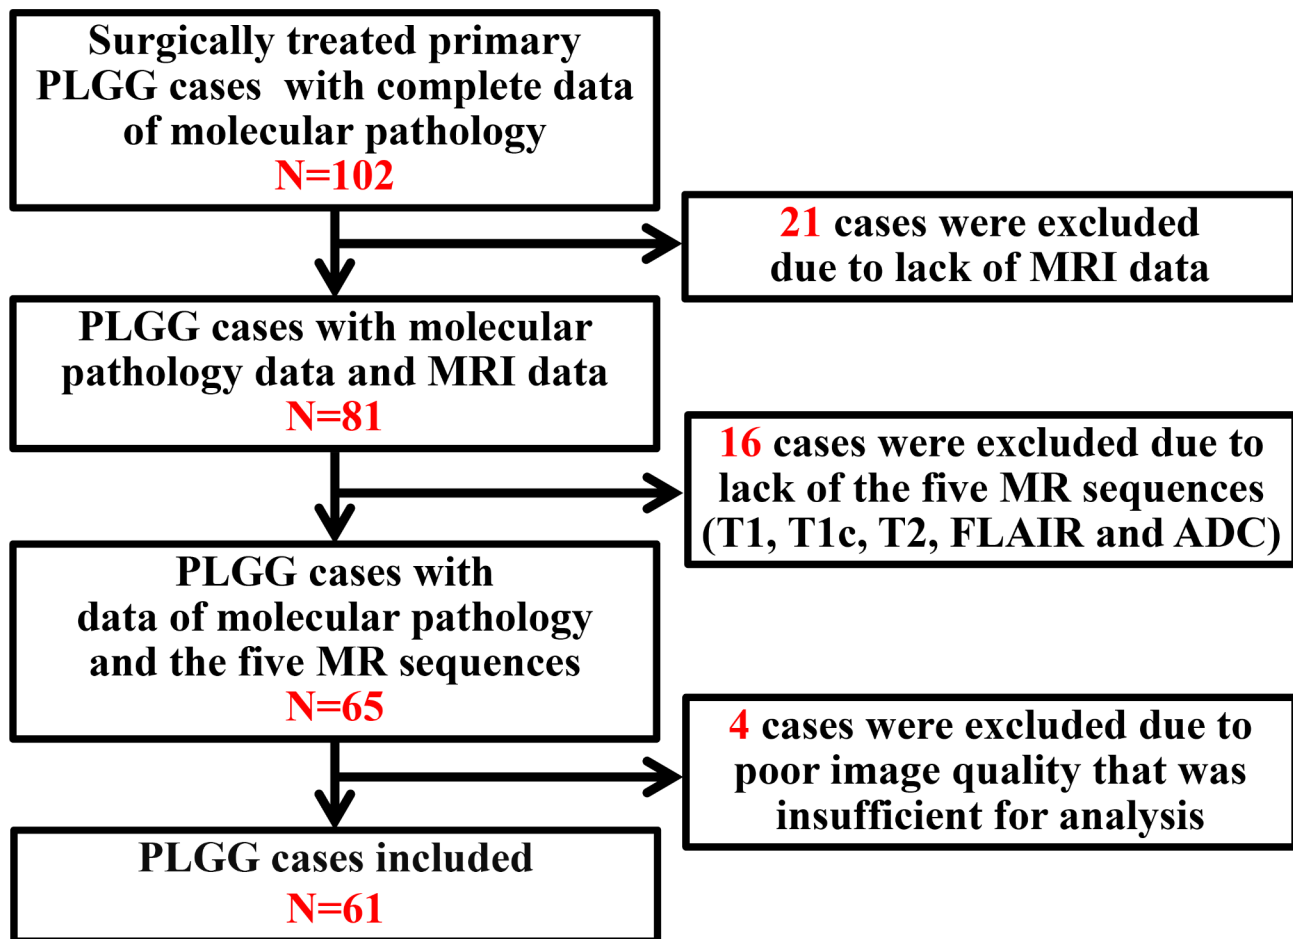 Surgically treated primary
PLGG cases with complete data
of molecular pathology
N=102
21 cases were excluded
due to lack of MRI data
PLGG cases with molecular
pathology data and MRI data
N=81
16 cases were excluded due to
lack of the five MR sequences
(T1, T1c, T2, FLAIR and ADC)
PLGG cases with
data of molecular pathology
and the five MR sequences
N=65
4 cases were excluded due to
poor image quality that was
insufficient for analysis
PLGG cases included
N=61